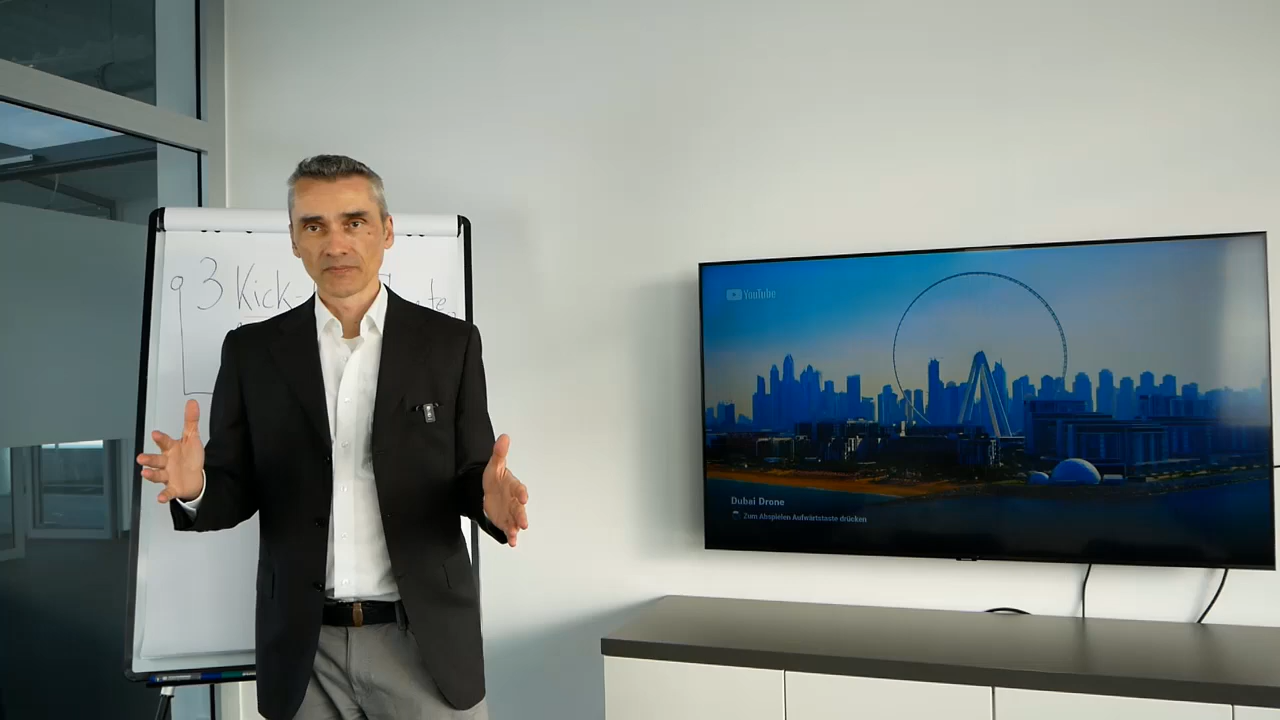 3 Kick-
YouTube
Dubai Drone
Zum Abspielen Aufwärtstaste drücken